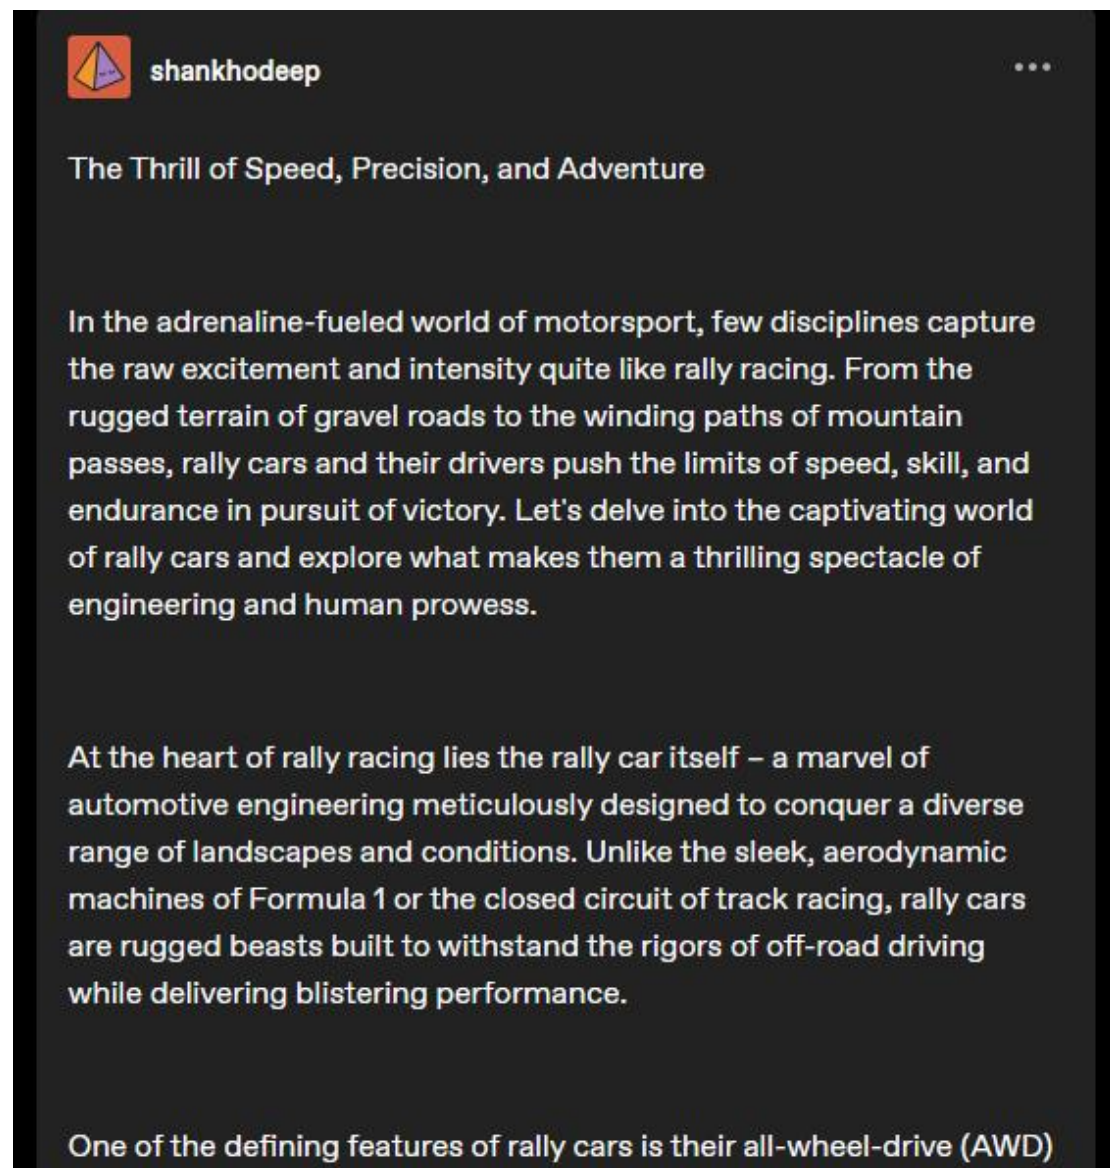 shankhodeep
The Thrill of Speed, Precision, and Adventure
In the adrenaline-fueled world of motorsport, few disciplines capture
the raw excitement and intensity quite like rally racing. From the
rugged terrain of gravel roads to the winding paths of mountain
passes, rally cars and their drivers push the limits of speed, skill, and
endurance in pursuit of victory. Let's delve into the captivating world
of rally cars and explore what makes them a thrilling spectacle of
engineering and human prowess.
At the heart of rally racing lies the rally car itself – a marvel of
automotive engineering meticulously designed to conquer a diverse
range of landscapes and conditions. Unlike the sleek, aerodynamic
machines of Formula 1 or the closed circuit of track racing, rally cars
are rugged beasts built to withstand the rigors of off-road driving
while delivering blistering performance.
One of the defining features of rally cars is their all-wheel-drive (AWD)